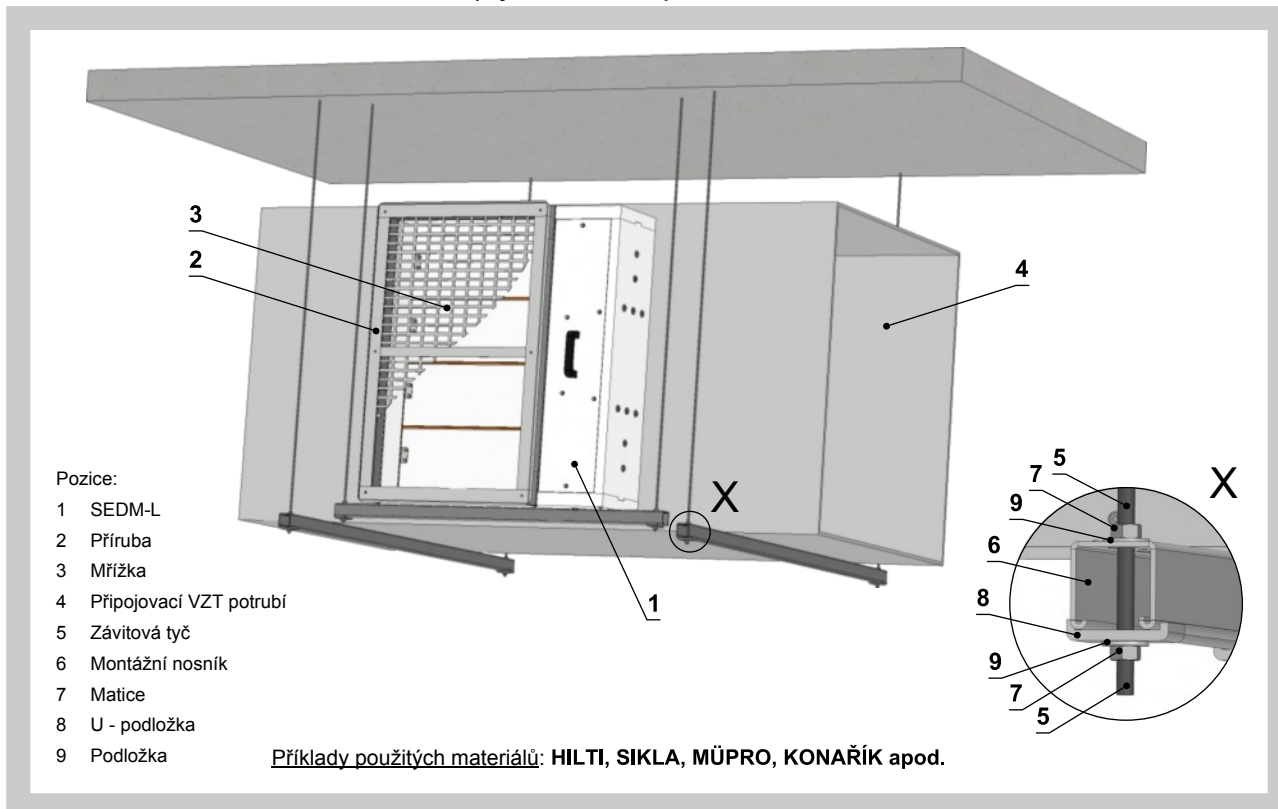 3
2
4
1
X
Pozice:
1 SEDM-L
2 Příruba
3 Mřížka
4 Připojovací VZT potrubí
5 Závitová tyč
6 Montážní nosník
7 Matice
8 U - podložka
9 Podložka
5
7
X
9
6
8
9
7
5
Příklady použitých materiálů: HILTI, SIKLA, MÜPRO, KONAŘÍK apod.